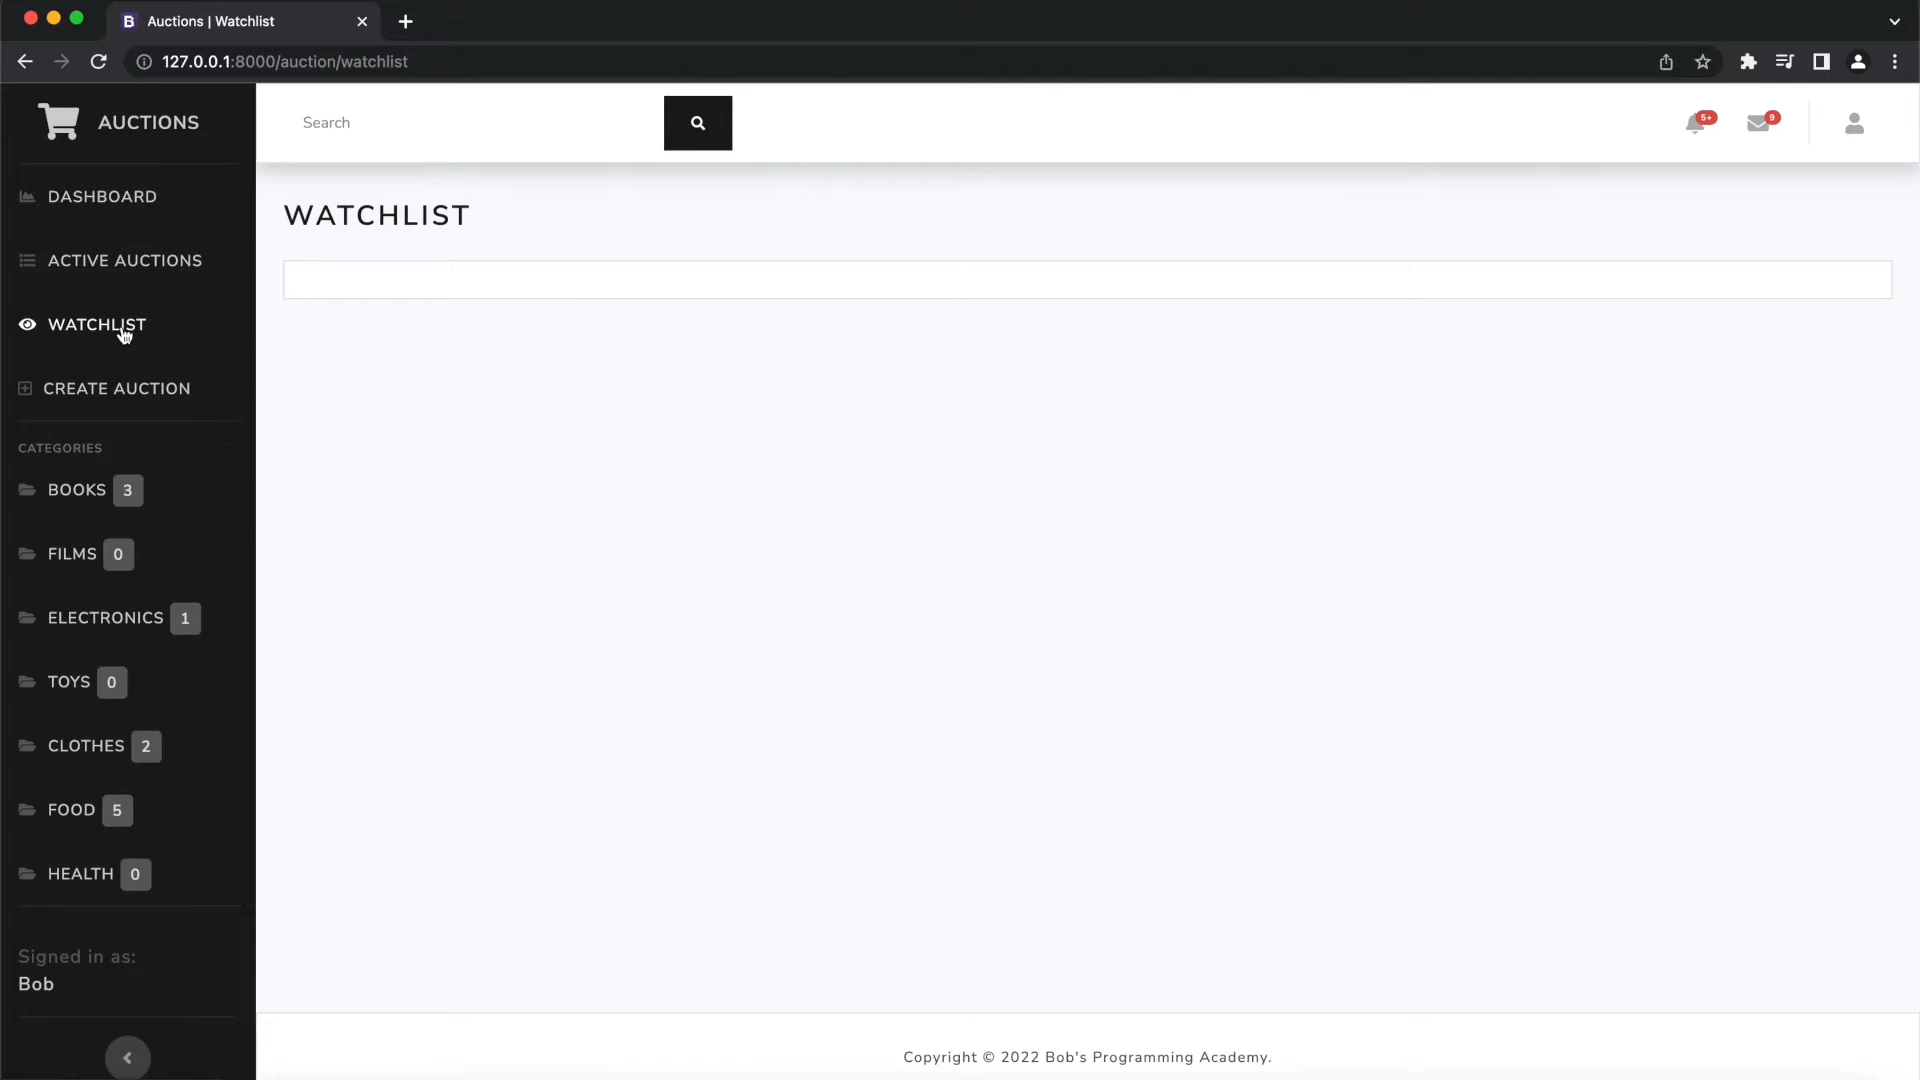 B Auctions | Watchlist
127.0.0.1:8000/auction/watchlist
AUCTIONS
Search
5+
9
DASHBOARD
ACTIVE AUCTIONS
WATCHLIST
CREATE AUCTION
CATEGORIES
BOOKS 3
FILMS 0
ELECTRONICS 1
TOYS 0
CLOTHES 2
FOOD 5
HEALTH 0
Signed in as:
Bob
WATCHLIST
Copyright © 2022 Bob's Programming Academy.